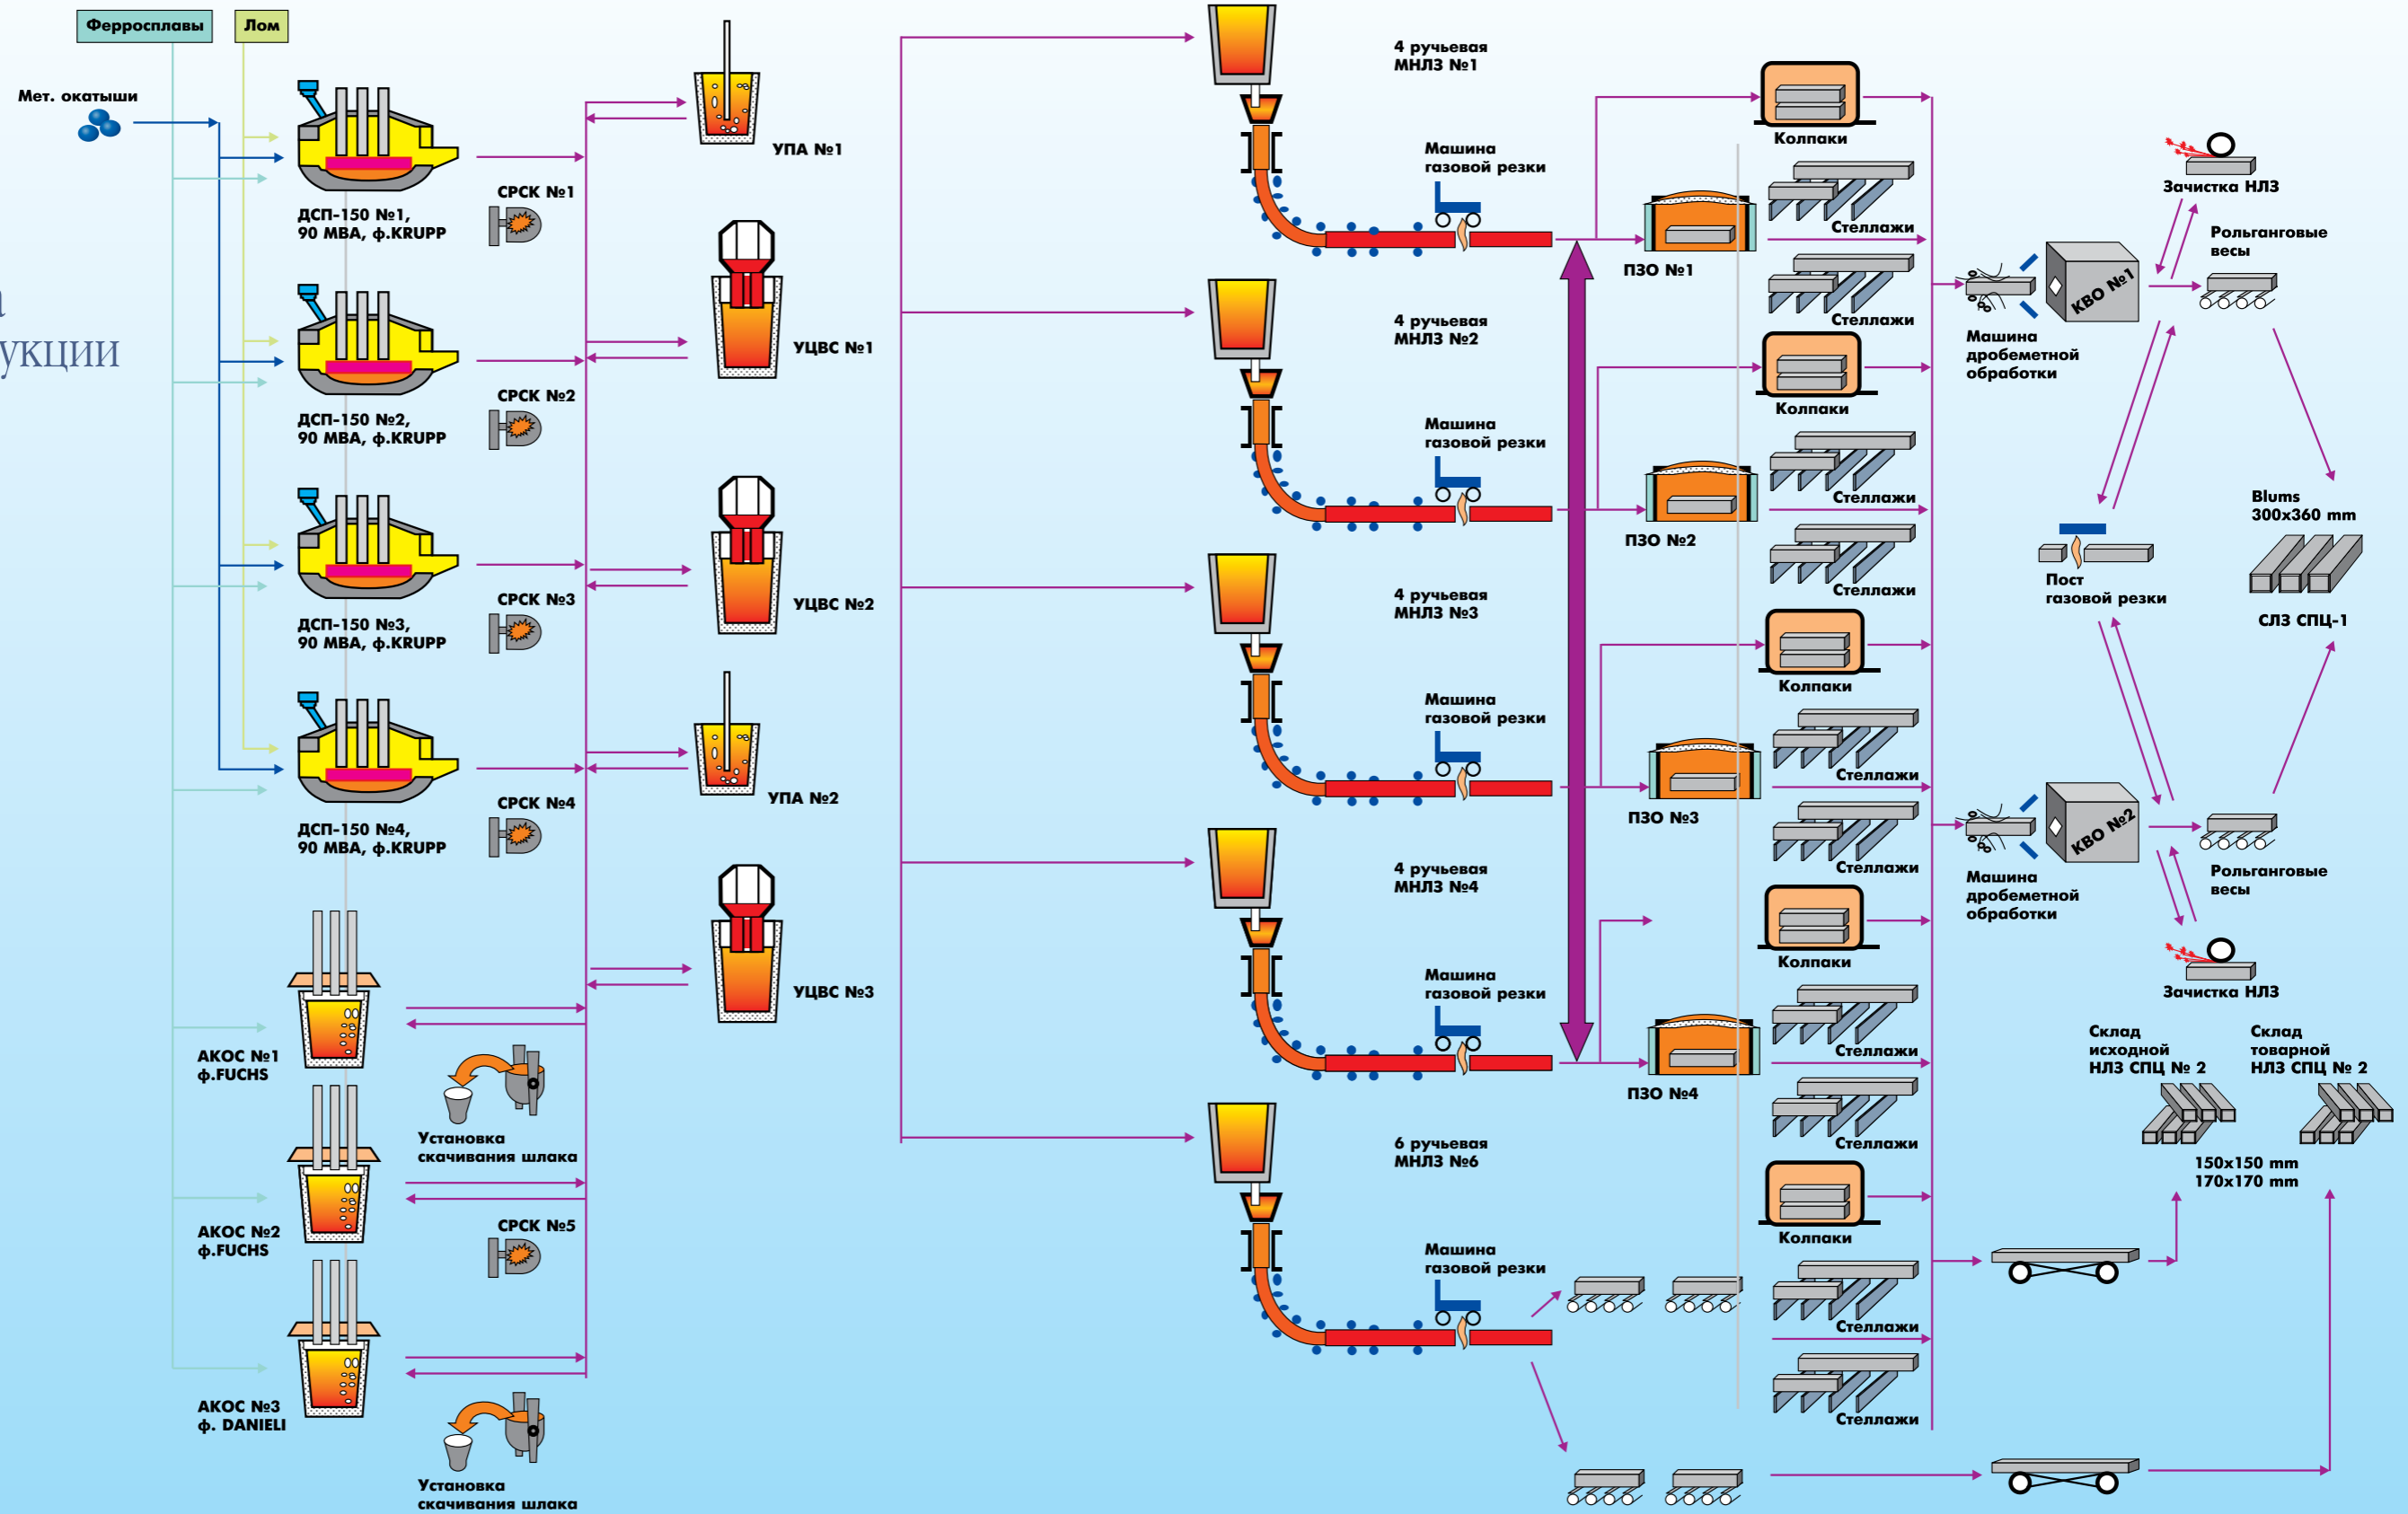 Ферросплавы
Лом
Мет. окатыши
а
укции
ДСП-150 №1,
90 МВА, ф.KRUPP
СРСК №1
ДСП-150 №2,
90 МВА, ф.KRUPP
СРСК №2
ДСП-150 №3,
90 МВА, ф.KRUPP
СРСК №3
ДСП-150 №4,
90 МВА, ф.KRUPP
СРСК №4
АКОС №1
ф.FUCHS
Установка
скачивания шлака
АКОС №2
ф.FUCHS
СРСК №5
АКОС №3
ф. DANIELI
Установка
скачивания шлака
УПА №1
УЦВС №1
УЦВС №2
УПА №2
УЦВС №3
4 ручьевая
МНЛЗ №1
Машина
газовой резки
4 ручьевая
МНЛЗ №2
Машина
газовой резки
4 ручьевая
МНЛЗ №3
Машина
газовой резки
4 ручьевая
МНЛЗ №4
Машина
газовой резки
6 ручьевая
МНЛЗ №6
Машина
газовой резки
ПЗО №1
ПЗО №2
ПЗО №3
ПЗО №4
Колпаки
Стеллажи
Стеллажи
Колпаки
Стеллажи
Стеллажи
Колпаки
Стеллажи
Стеллажи
Колпаки
Стеллажи
Стеллажи
Колпаки
Стеллажи
Стеллажи
Зачистка НЛЗ
Рольганговые
весы
КВО №1
Машина
дробеметной
обработки
Blums
300x360 mm
Пост
газовой резки
СЛЗ СПЦ-1
КВО №2
Машина
дробеметной
обработки
Рольганговые
весы
Зачистка НЛЗ
Склад
исходной
НЛЗ СПЦ № 2
Склад
товарной
НЛЗ СПЦ № 2
150x150 mm
170x170 mm